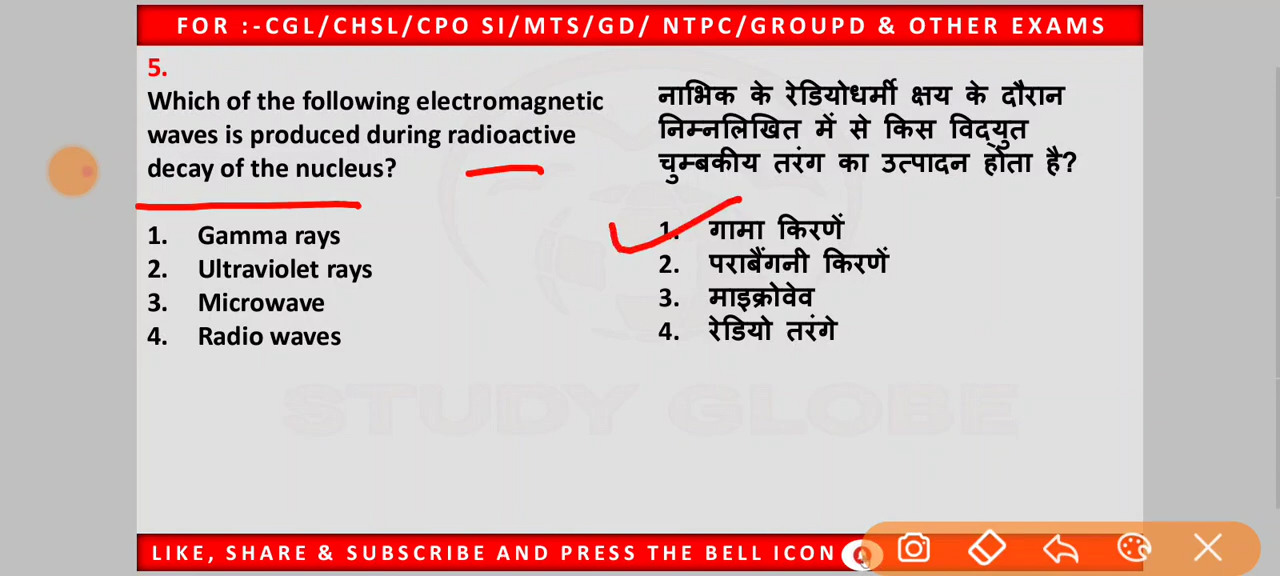 FOR :-CGL/CHSL/CPO SI/MTS/GD/ NTPC/GROUPD & OTHER EXAMS
5.
Which of the following electromagnetic
waves is produced during radioactive
decay of the nucleus?
1. Gamma rays
2. Ultraviolet rays
3. Microwave
4. Radio waves
नाभिक के रेडियोधर्मी क्षय के दौरान
निम्नलिखित में से किस विद्युत
चुम्बकीय तरंग का उत्पादन होता है?
1. गामा किरणें
2. पराबैंगनी किरणें
3. माइक्रोवेव
4. रेडियो तरंगे
STUDY GLOBE
LIKE, SHARE & SUBSCRIBE AND PRESS THE BELL ICON